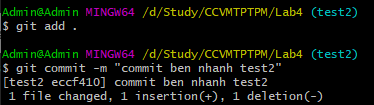 Admin@Admin MINGW64 /d/Study/CCVMTPTPM/Lab4 (test2)
$ git add .
Admin@Admin MINGW64 /d/Study/CCVMTPTPM/Lab4 (test2)
$ git commit -m "commit ben nhanh test2"
[test2 eccf410] commit ben nhanh test2
 1 file changed, 1 insertion(+), 1 deletion(-)